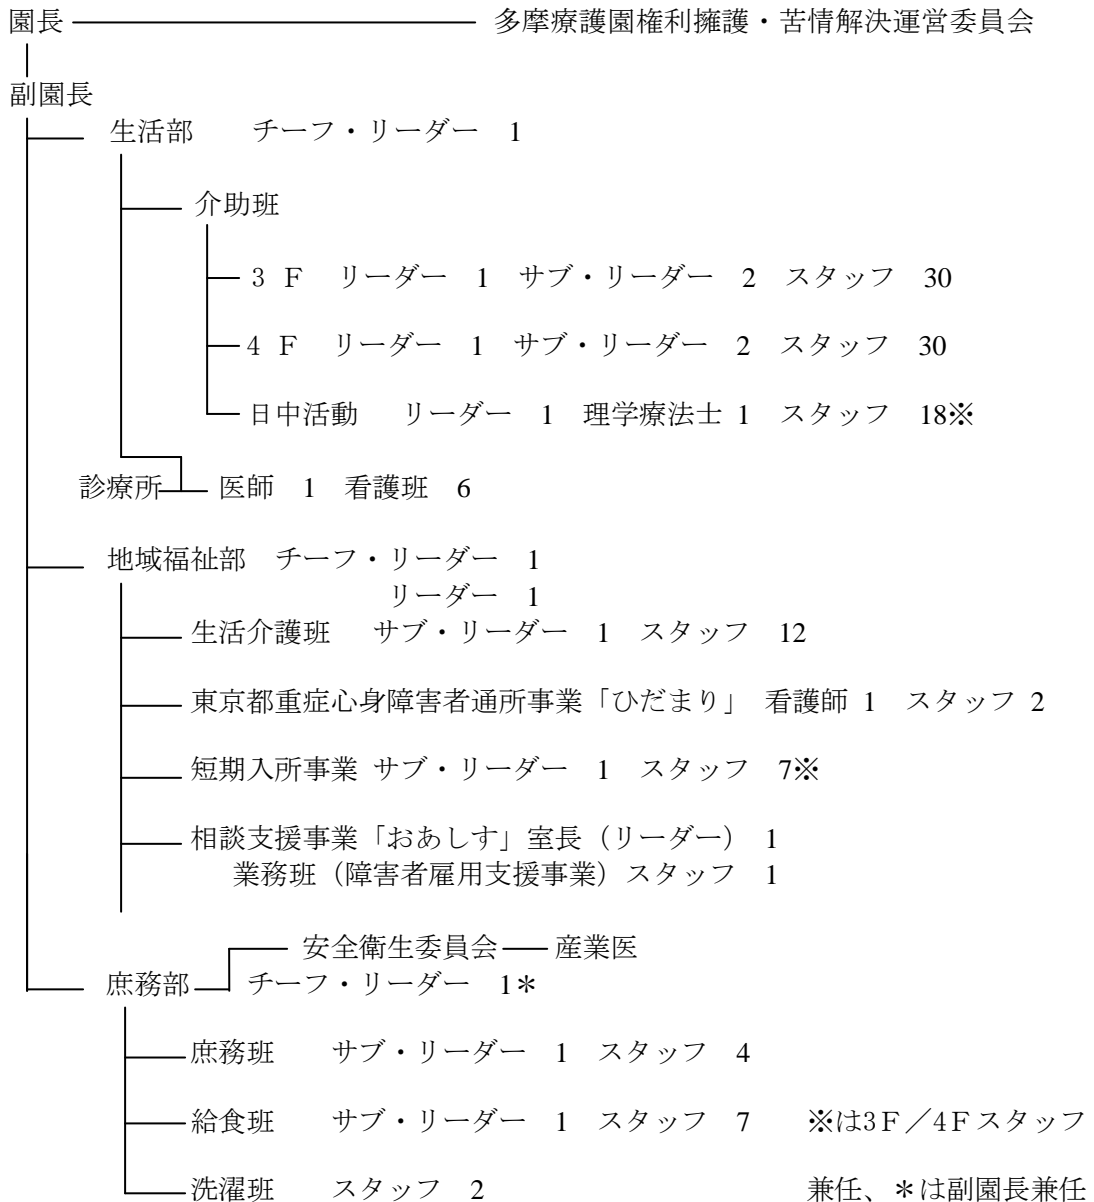 園長 多摩療護園権利擁護・苦情解決運営委員会
副園長
生活部 チーフ・リーダー 1
介助班
3 F リーダー 1 サブ・リーダー 2 スタッフ 30
4 F リーダー 1 サブ・リーダー 2 スタッフ 30
日中活動 リーダー 1 理学療法士 1 スタッフ 18※
診療所 医師 1 看護班 6
地域福祉部 チーフ・リーダー 1
リーダー 1
生活介護班 サブ・リーダー 1 スタッフ 12
東京都重症心身障害者通所事業「ひだまり」 看護師 1 スタッフ 2
短期入所事業 サブ・リーダー 1 スタッフ 7※
相談支援事業「おあしす」室長（リーダー） 1
業務班（障害者雇用支援事業）スタッフ 1
安全衛生委員会 産業医
庶務部 チーフ・リーダー 1＊
庶務班 サブ・リーダー 1 スタッフ 4
給食班 サブ・リーダー 1 スタッフ 7 ※は3F／4Fスタッフ
洗濯班 スタッフ 2 兼任、＊は副園長兼任